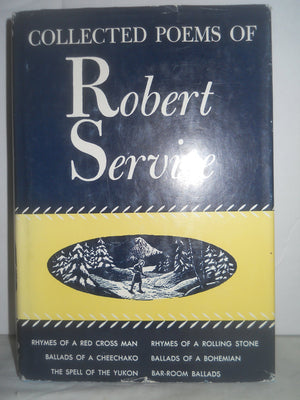 COLLECTED POEMS OF
Robert
Service
RHYMES OF A RED CROSS MAN
RHYMES OF A ROLLING STONE
BALLADS OF A CHEECHAKO
BALLADS OF A BOHEMIAN
THE SPELL OF THE YUKON
BAR-ROOM BALLADS